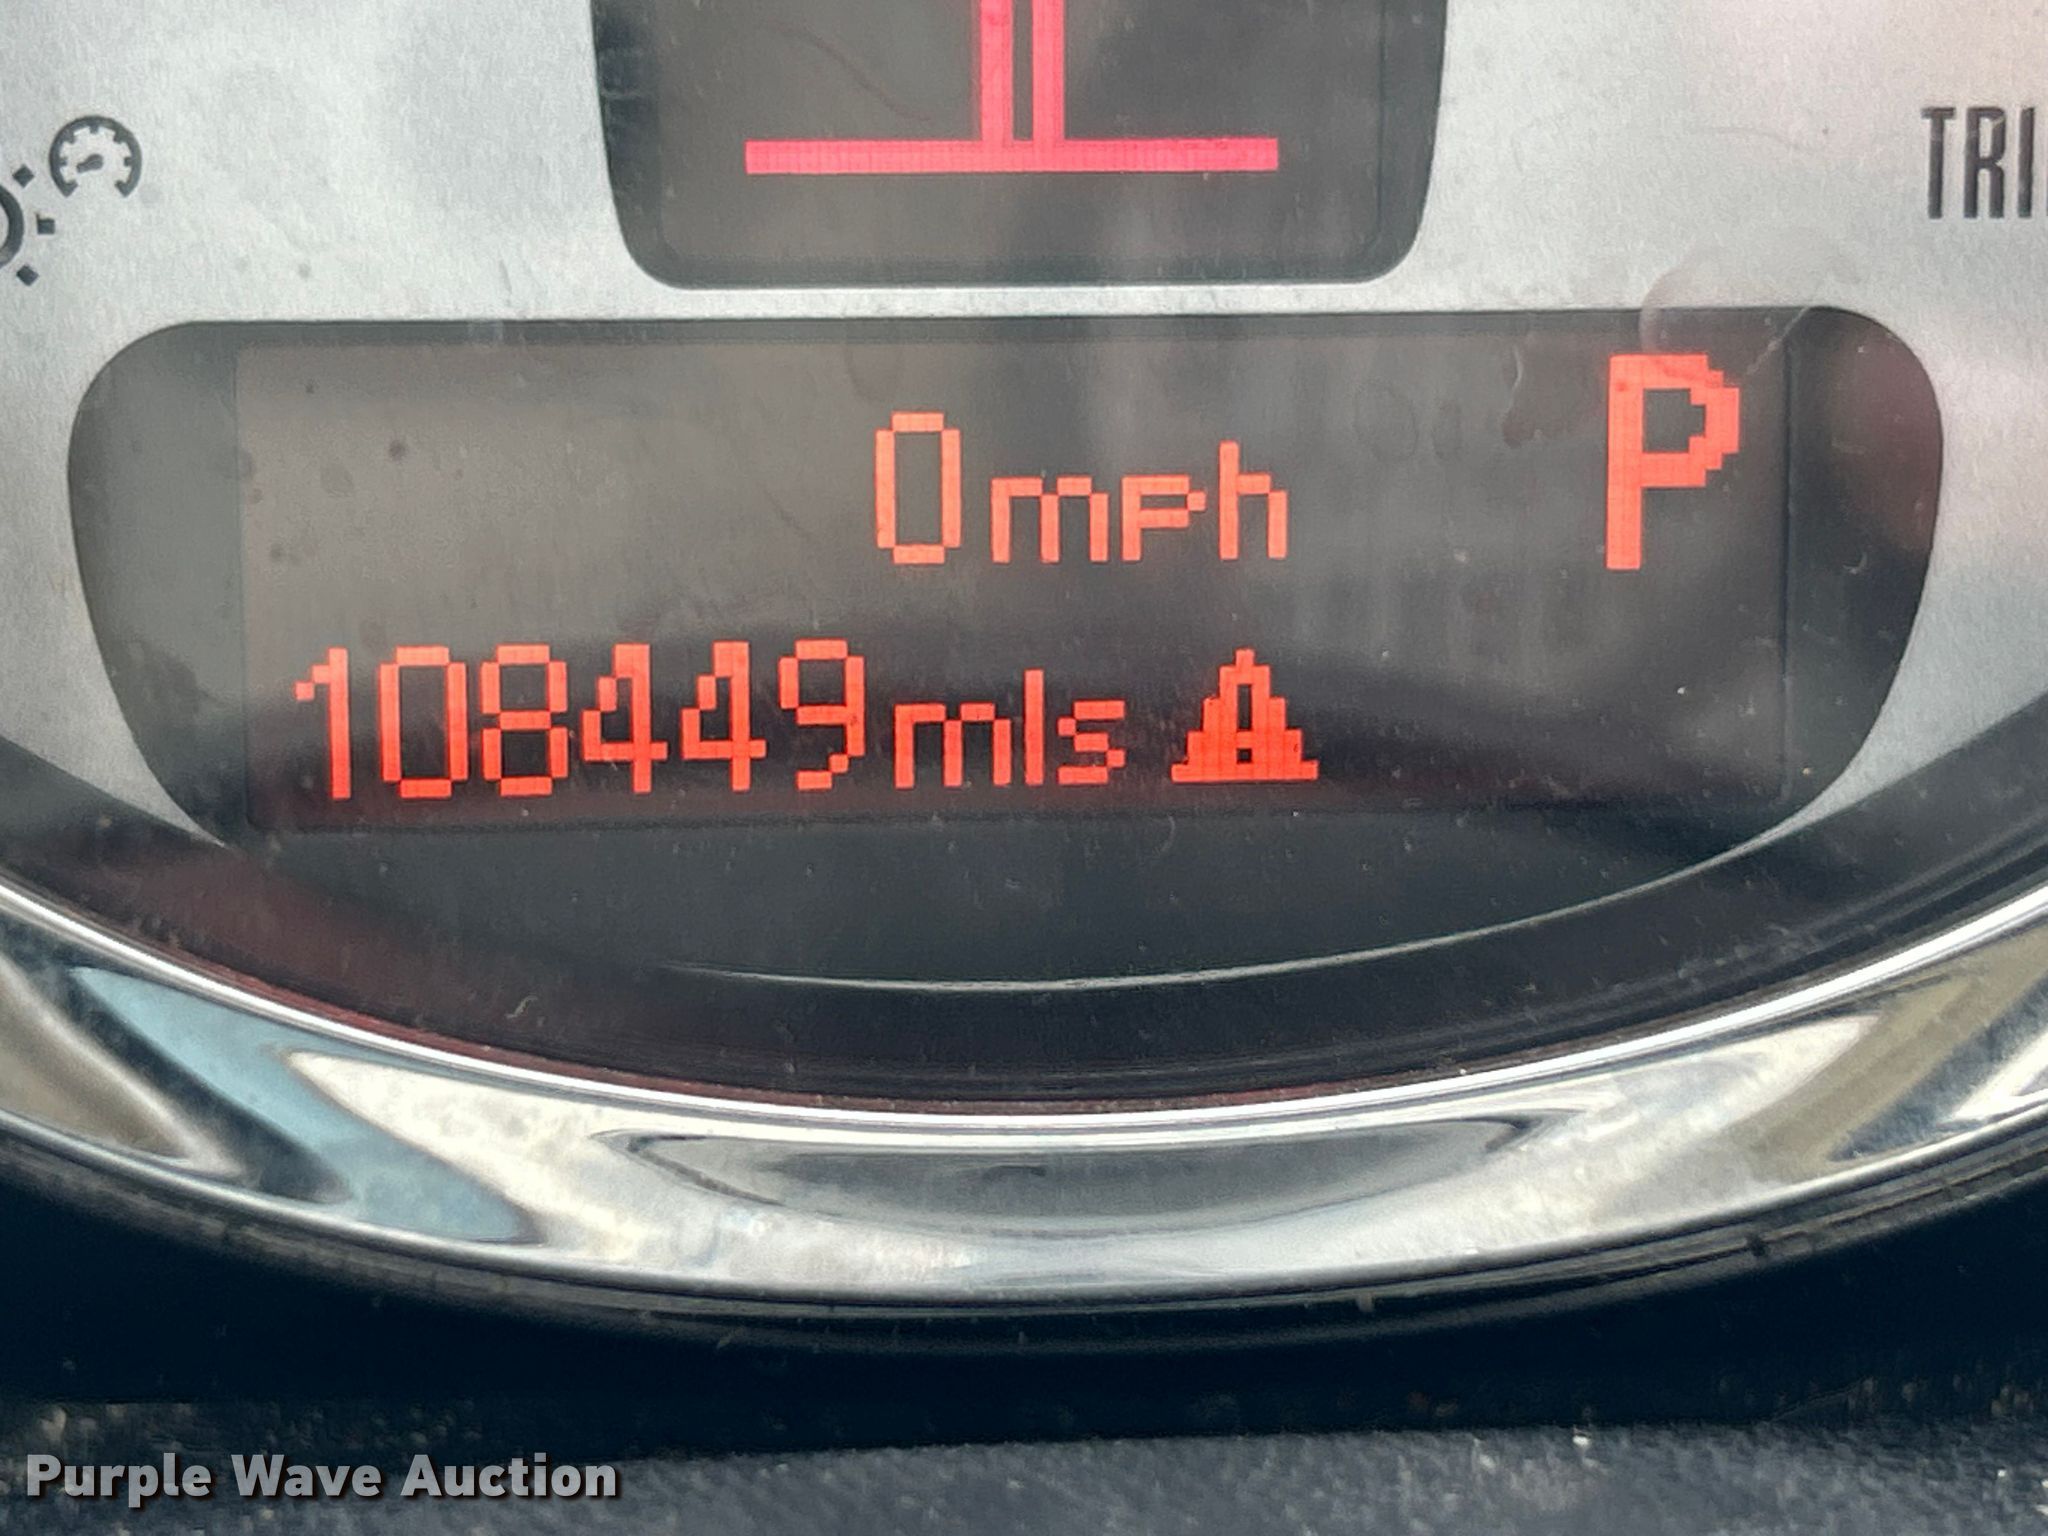 TRI
0mph P
108449mls
Purple Wave Auction